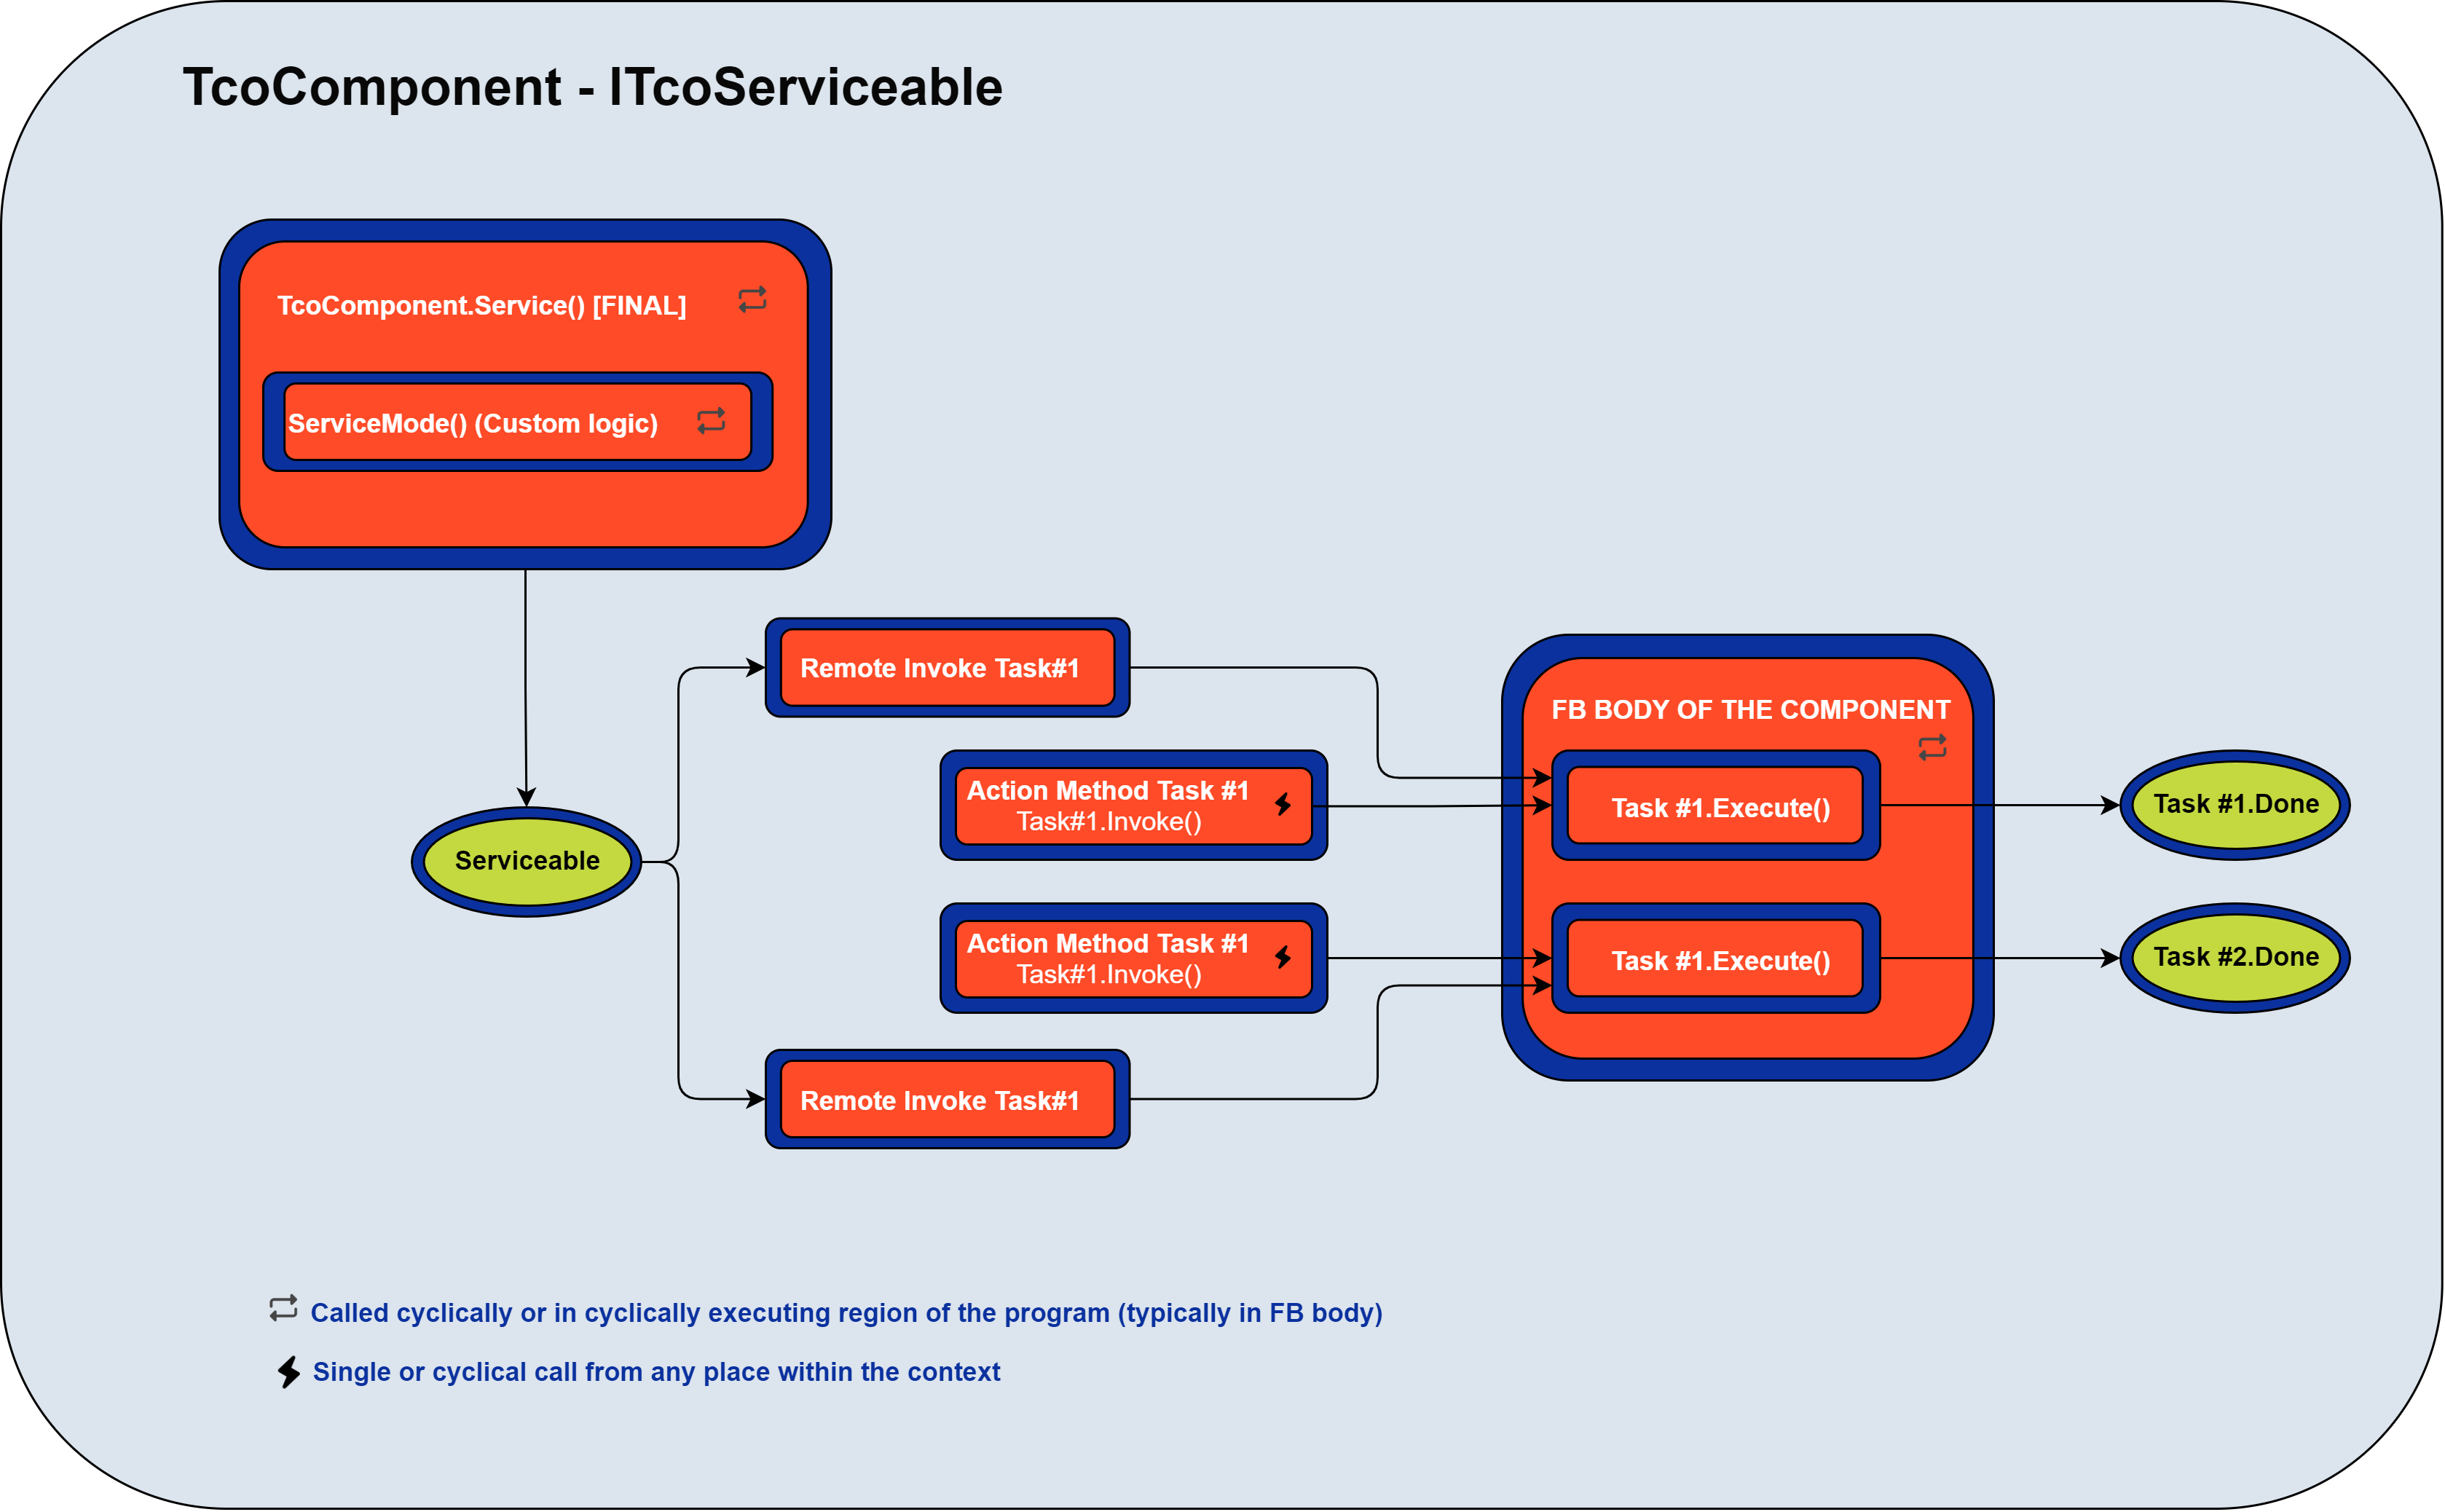 TcoComponent - ITcoServiceable
TcoComponent.Service() [FINAL]
ServiceMode() (Custom logic)
Serviceable
Remote Invoke Task#1
Action Method Task #1
Task#1.Invoke()
Action Method Task #1
Task#1.Invoke()
Remote Invoke Task#1
FB BODY OF THE COMPONENT
Task #1.Execute()
Task #1.Execute()
Task #1.Done
Task #2.Done
Called cyclically or in cyclically executing region of the program (typically in FB body)
Single or cyclical call from any place within the context